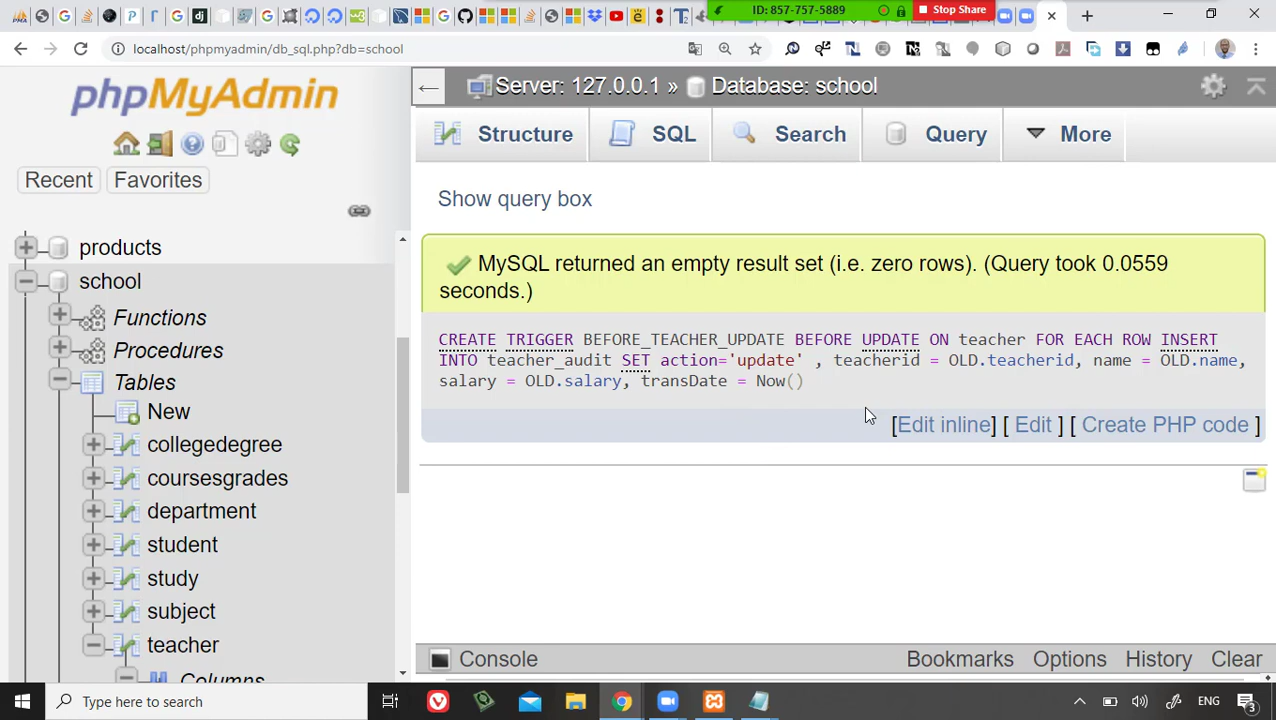 ID: 857-757-5889
Stop Share
localhost/phpmyadmin/db_sql.php?db=school
phpMyAdmin
Recent
Favorites
products
school
Functions
Procedures
Tables
New
collegedegree
coursesgrades
department
student
study
subject
teacher
Columns
Server: 127.0.0.1 » Database: school
Structure
SQL
Search
Query
More
Show query box
MySQL returned an empty result set (i.e. zero rows). (Query took 0.0559
seconds.)
CREATE TRIGGER BEFORE_TEACHER_UPDATE BEFORE UPDATE ON teacher FOR EACH ROW INSERT
INTO teacher_audit SET action='update' , teacherid = OLD.teacherid, name = OLD.name,
salary = OLD.salary, transDate = Now()
[Edit inline] [ Edit ] [ Create PHP code ]
Console
Bookmarks
Options
History
Clear
Type here to search
ENG
3